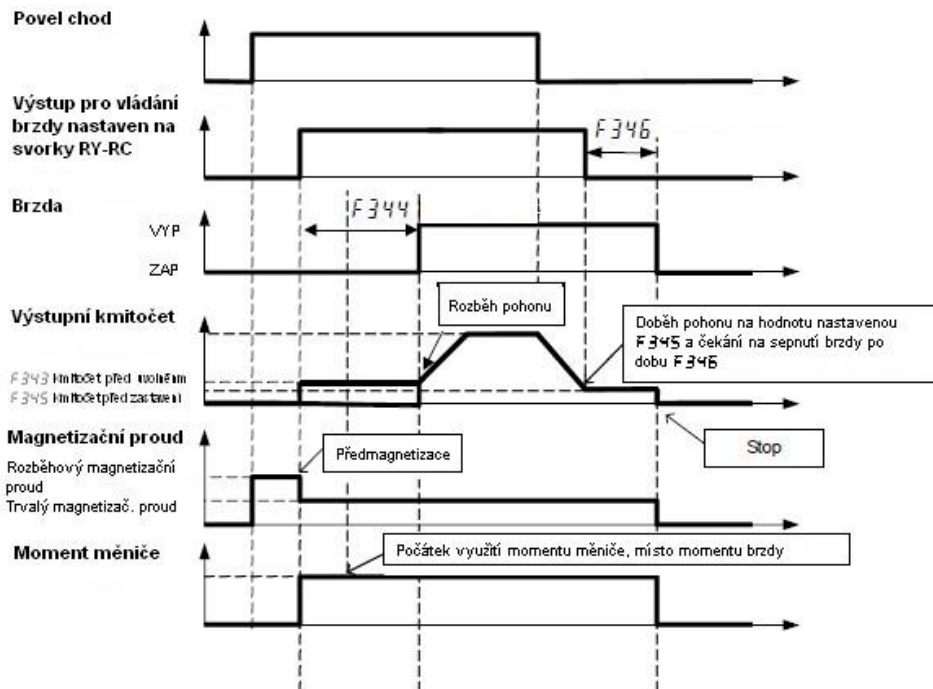 Povel chod
Výstup pro vládání
brzdy nastaven na
svorky RY-RC
F346
Brzda
F344
VYP
ZAP
Rozběh pohonu
Výstupní kmitočet
Doběh pohonu na hodnotu nastavenou
F345 a čekání na sepnutí brzdy po
dobu F346
F343 kmitočet před uvolněním
F345 kmitočet před zastavení
Stop
Magnetizační proud
Předmagnetizace
Rozběhový magnetizační
proud
Trvalý magnetizač. proud
Moment měniče
Počátek využití momentu měniče, místo momentu brzdy